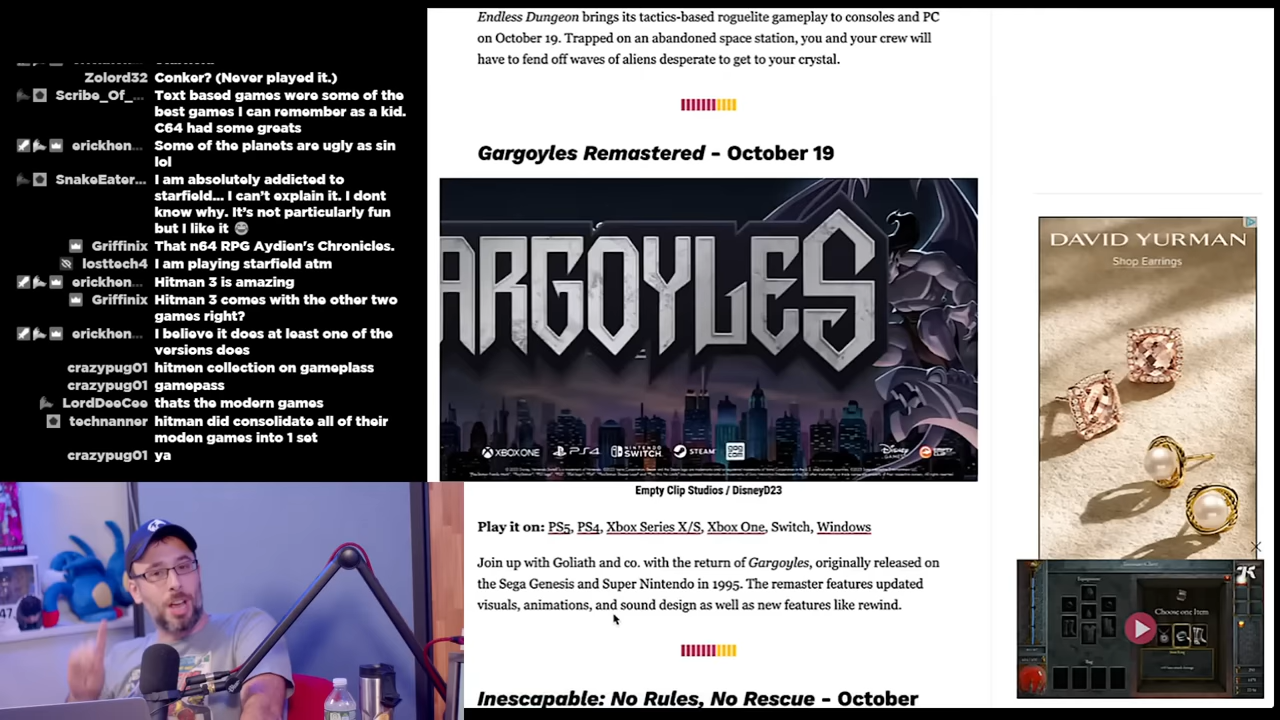 Zolord32 Conker? (Never played it.)
Scribe_Of_... Text based games were some of the
best games I can remember as a kid.
C64 had some greats
erickhen... Some of the planets are ugly as sin
lol
SnakeEater... I am absolutely addicted to
starfield... I can't explain it. I dont
know why. It's not particularly fun
but I like it
Griffinix That n64 RPG Aydien's Chronicles.
losttech4 I am playing starfield atm
erickhen... Hitman 3 is amazing
Griffinix Hitman 3 comes with the other two
games right?
erickhen... I believe it does at least one of the
versions does
crazypug01 hitmen collection on gameplass
crazypug01 gamepass
LordDeeCee thats the modern games
technanner hitman did consolidate all of their
moden games into 1 set
crazypug01 ya
Endless Dungeon brings its tactics-based roguelite gameplay to consoles and PC
on October 19. Trapped on an abandoned space station, you and your crew will
have to fend off waves of aliens desperate to get to your crystal.
Gargoyles Remastered - October 19
ARGOYLES
XBOX ONE PS4 NINTENDO SWITCH STEAM GOG COM Disney GAMES EMPTY CLIP
Empty Clip Studios / DisneyD23
Play it on: PS5, PS4, Xbox Series X/S, Xbox One, Switch, Windows
Join up with Goliath and co. with the return of Gargoyles, originally released on
the Sega Genesis and Super Nintendo in 1995. The remaster features updated
visuals, animations, and sound design as well as new features like rewind.
Inescapable: No Rules, No Rescue - October
DAVID YURMAN
Shop Earrings
Choose one Item
47